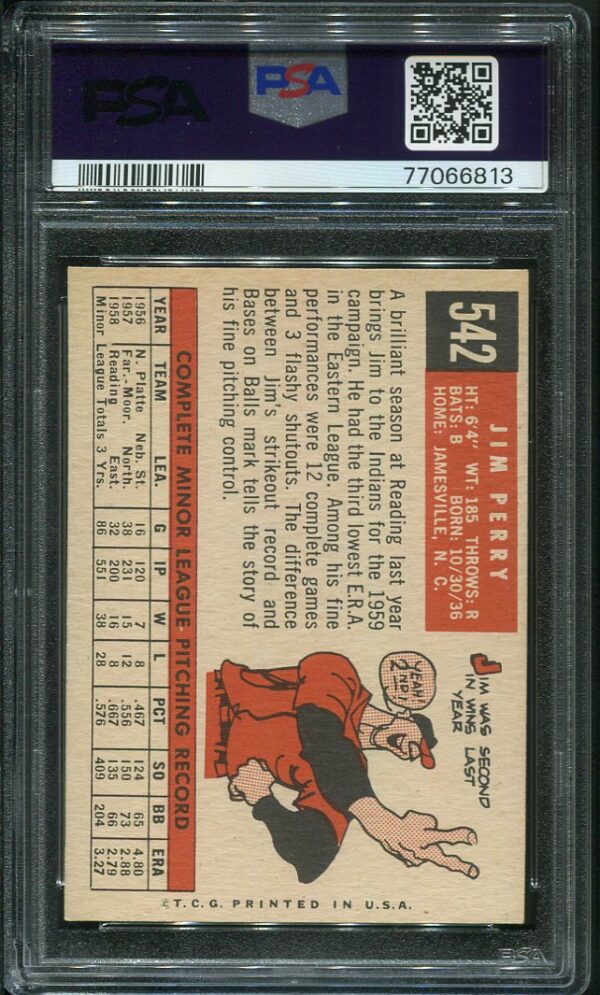 PSA
PSA
77066813
542
JIM PERRY
HT: 6'4" WT: 185 THROWS: R
BATS: B BORN: 10/30/36
HOME: JAMESVILLE, N. C.
A brilliant season at Reading last year
brings Jim to the Indians for the 1959
campaign. He had the third lowest E.R.A.
in the Eastern League. Among his fine
performances were 12 complete games
and 3 flashy shutouts. The difference
between Jim's strikeout record and
Bases on Balls mark tells the story of
his fine pitching control.
JIM WAS SECOND
IN WINS LAST
YEAR
YEAH
2ND!
COMPLETE MINOR LEAGUE PITCHING RECORD
YEAR TEAM LEA. G IP W L PCT SO BB ERA
1956 N. Platte Neb. St. 16 120 7 8 .467 124 65 4.80
1957 Far.-Moor. North. 38 231 15 12 .556 150 73 2.88
1958 Reading East. 32 200 16 8 .667 135 66 2.79
Minor League Totals 3 Yrs. 86 551 38 28 .576 409 204 3.27
©T.C.G. PRINTED IN U.S.A.
PSA